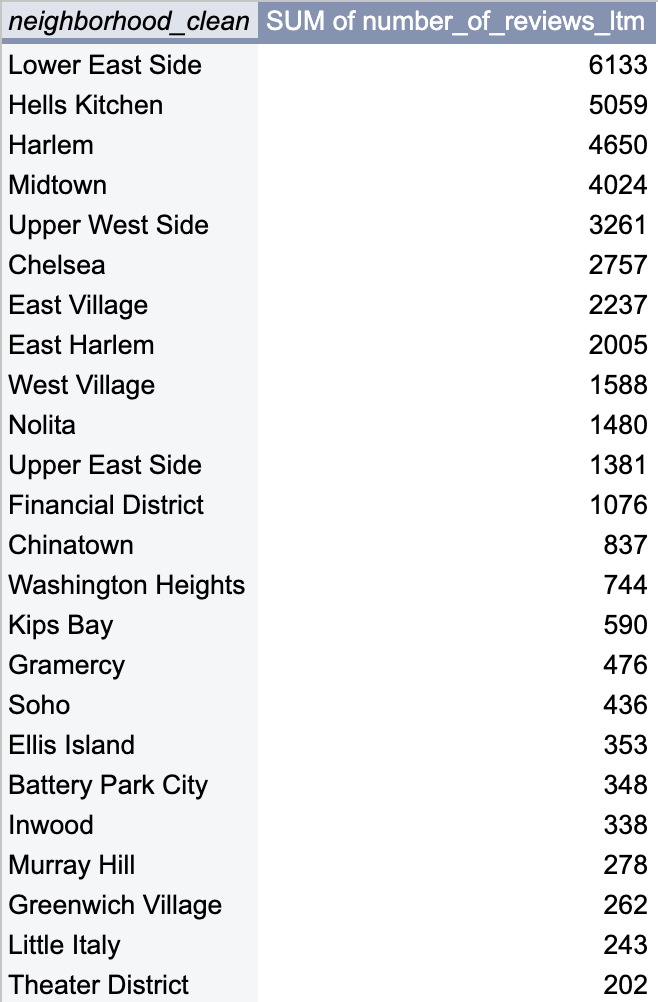 neighborhood_clean SUM of number_of_reviews_ltm
Lower East Side 6133
Hells Kitchen 5059
Harlem 4650
Midtown 4024
Upper West Side 3261
Chelsea 2757
East Village 2237
East Harlem 2005
West Village 1588
Nolita 1480
Upper East Side 1381
Financial District 1076
Chinatown 837
Washington Heights 744
Kips Bay 590
Gramercy 476
Soho 436
Ellis Island 353
Battery Park City 348
Inwood 338
Murray Hill 278
Greenwich Village 262
Little Italy 243
Theater District 202